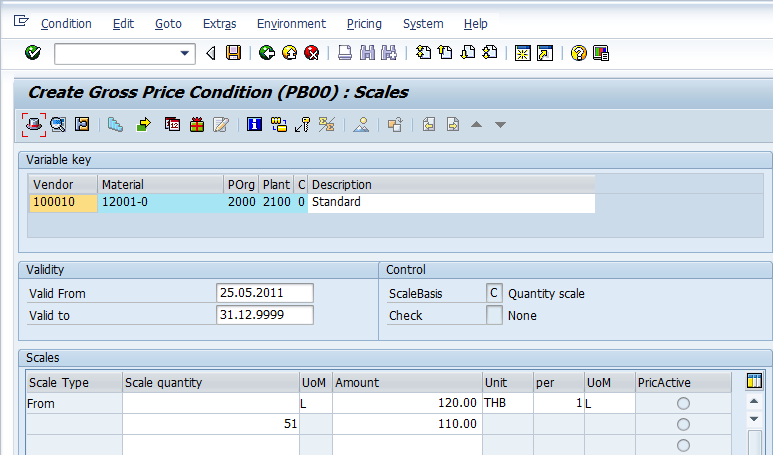 Condition Edit Goto Extras Environment Pricing System Help
Create Gross Price Condition (PB00) : Scales
Variable key
Vendor Material POrg Plant C Description
100010 12001-0 2000 2100 0 Standard
Validity Control
Valid From 25.05.2011 ScaleBasis C Quantity scale
Valid to 31.12.9999 Check None
Scales
Scale Type Scale quantity UoM Amount Unit per UoM PricActive
From L 120.00 THB 1 L
51 110.00